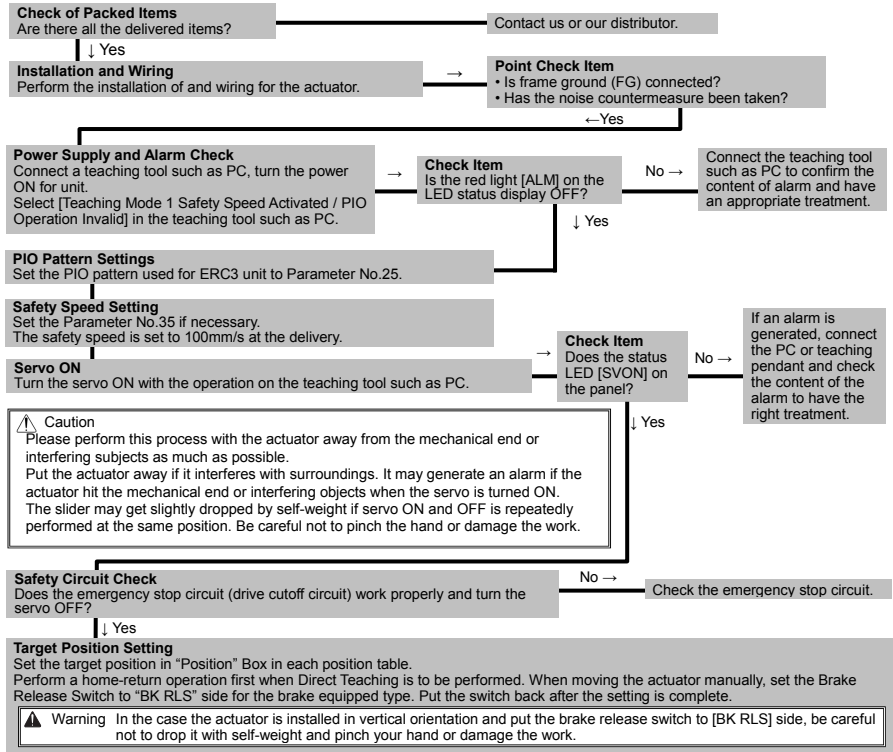 Check of Packed Items
Are there all the delivered items?
Contact us or our distributor.
↓ Yes
Installation and Wiring
Perform the installation of and wiring for the actuator.
→
Point Check Item
• Is frame ground (FG) connected?
• Has the noise countermeasure been taken?
←Yes
Power Supply and Alarm Check
Connect a teaching tool such as PC, turn the power
ON for unit.
Select [Teaching Mode 1 Safety Speed Activated / PIO
Operation Invalid] in the teaching tool such as PC.
→
Check Item
Is the red light [ALM] on the
LED status display OFF?
No →
Connect the teaching tool
such as PC to confirm the
content of alarm and have
an appropriate treatment.
↓ Yes
PIO Pattern Settings
Set the PIO pattern used for ERC3 unit to Parameter No.25.
Safety Speed Setting
Set the Parameter No.35 if necessary.
The safety speed is set to 100mm/s at the delivery.
Servo ON
Turn the servo ON with the operation on the teaching tool such as PC.
→
Check Item
Does the status
LED [SVON] on
the panel?
No →
If an alarm is
generated, connect
the PC or teaching
pendant and check
the content of the
alarm to have the
right treatment.
↓ Yes
Caution
Please perform this process with the actuator away from the mechanical end or
interfering subjects as much as possible.
Put the actuator away if it interferes with surroundings. It may generate an alarm if the
actuator hit the mechanical end or interfering objects when the servo is turned ON.
The slider may get slightly dropped by self-weight if servo ON and OFF is repeatedly
performed at the same position. Be careful not to pinch the hand or damage the work.
Safety Circuit Check
Does the emergency stop circuit (drive cutoff circuit) work properly and turn the
servo OFF?
No →
Check the emergency stop circuit.
↓ Yes
Target Position Setting
Set the target position in “Position” Box in each position table.
Perform a home-return operation first when Direct Teaching is to be performed. When moving the actuator manually, set the Brake
Release Switch to “BK RLS” side for the brake equipped type. Put the switch back after the setting is complete.
Warning In the case the actuator is installed in vertical orientation and put the brake release switch to [BK RLS] side, be careful
not to drop it with self-weight and pinch your hand or damage the work.